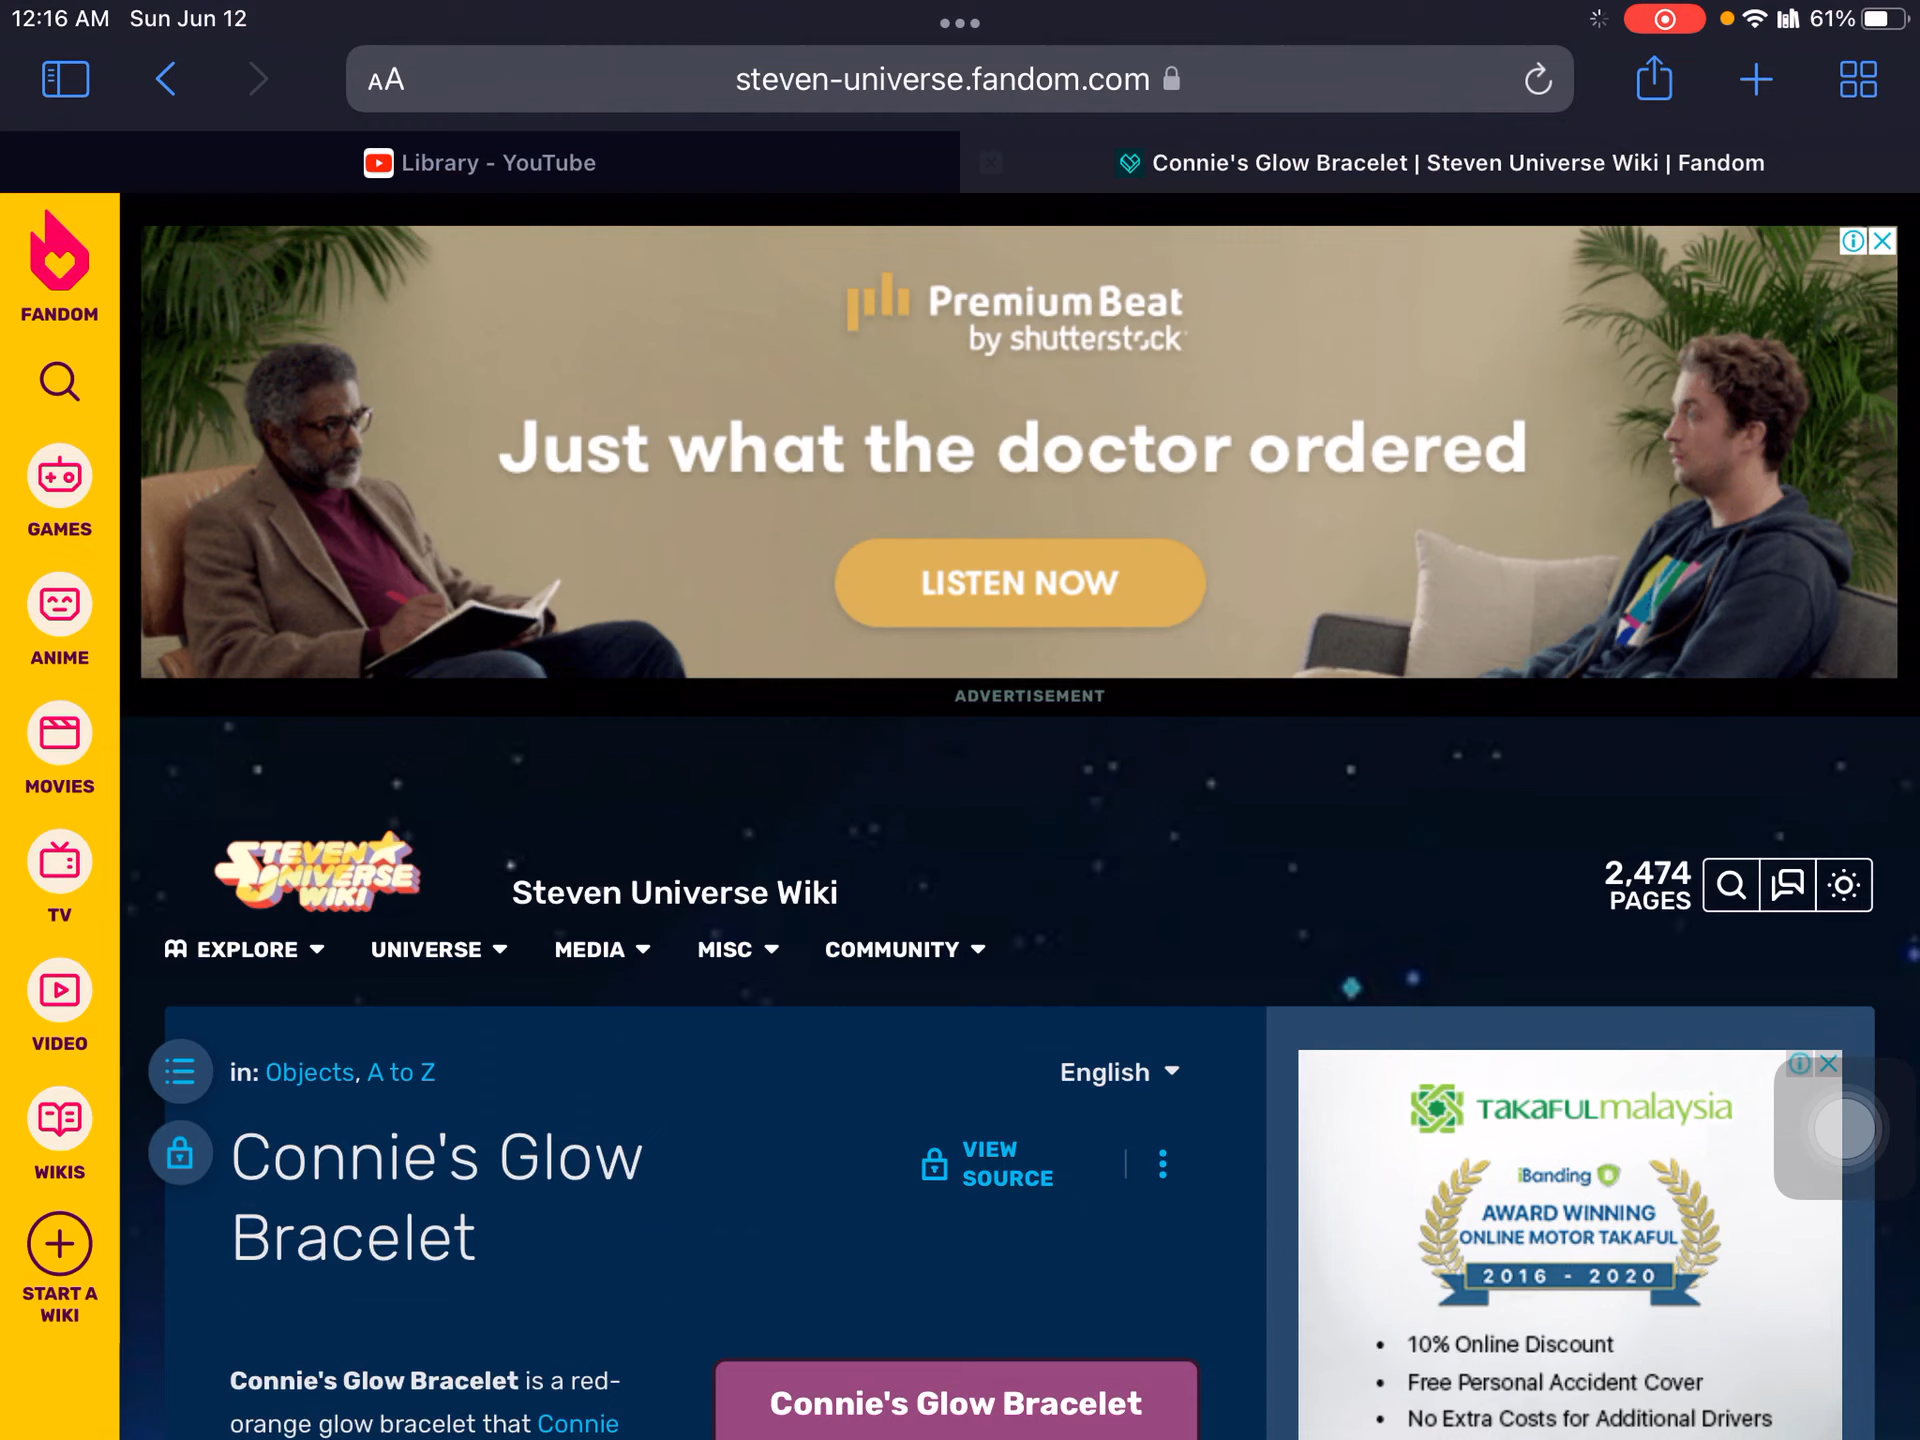 12:16 AM Sun Jun 12
61%
AA
steven-universe.fandom.com
Library - YouTube
Connie's Glow Bracelet | Steven Universe Wiki | Fandom
FANDOM
GAMES
ANIME
MOVIES
TV
VIDEO
WIKIS
START A
WIKI
PremiumBeat
by shutterstock
Just what the doctor ordered
LISTEN NOW
ADVERTISEMENT
STEVEN
UNIVERSE
WIKI
Steven Universe Wiki
2,474
PAGES
EXPLORE
UNIVERSE
MEDIA
MISC
COMMUNITY
in: Objects, A to Z
English
Connie's Glow
Bracelet
VIEW
SOURCE
Connie's Glow Bracelet is a red-
orange glow bracelet that Connie
Connie's Glow Bracelet
TAKAFULmalaysia
iBanding
AWARD WINNING
ONLINE MOTOR TAKAFUL
2016 - 2020
• 10% Online Discount
• Free Personal Accident Cover
• No Extra Costs for Additional Drivers